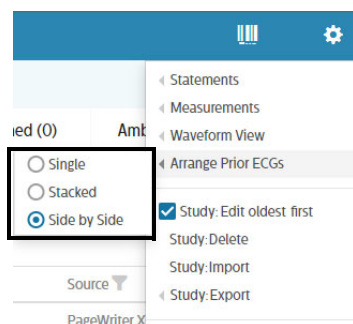 Statements
Measurements
ned (0)
Amb
Waveform View
Single
Arrange Prior ECGs
Stacked
Side by Side
Study: Edit oldest first
Study:Delete
Study:Import
Source
Study:Export
PageWriter X